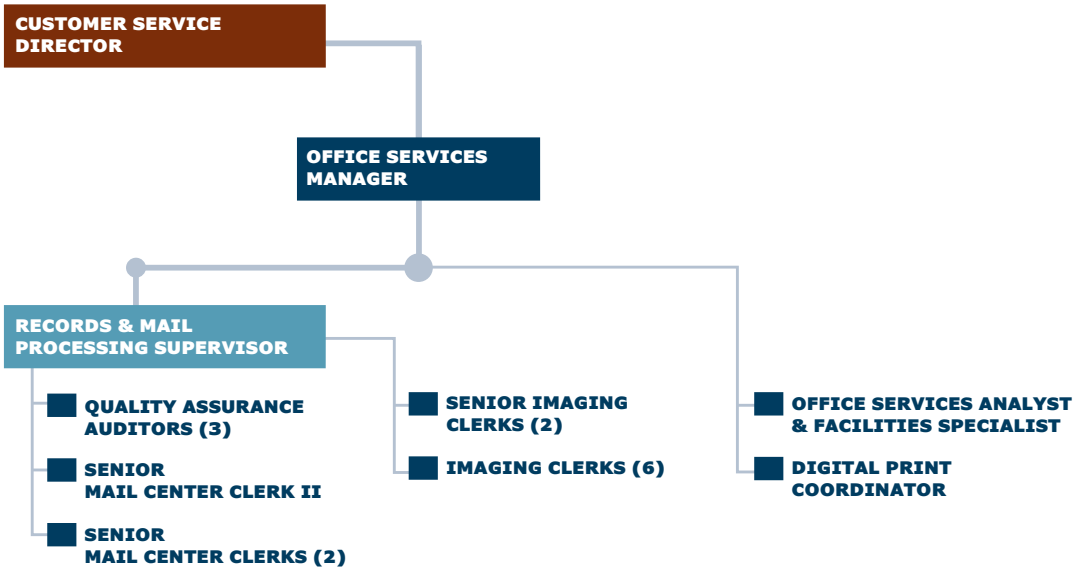 CUSTOMER SERVICE
DIRECTOR
OFFICE SERVICES
MANAGER
RECORDS & MAIL
PROCESSING SUPERVISOR
QUALITY ASSURANCE
AUDITORS (3)
SENIOR
MAIL CENTER CLERK II
SENIOR
MAIL CENTER CLERKS (2)
SENIOR IMAGING
CLERKS (2)
IMAGING CLERKS (6)
OFFICE SERVICES ANALYST
& FACILITIES SPECIALIST
DIGITAL PRINT
COORDINATOR